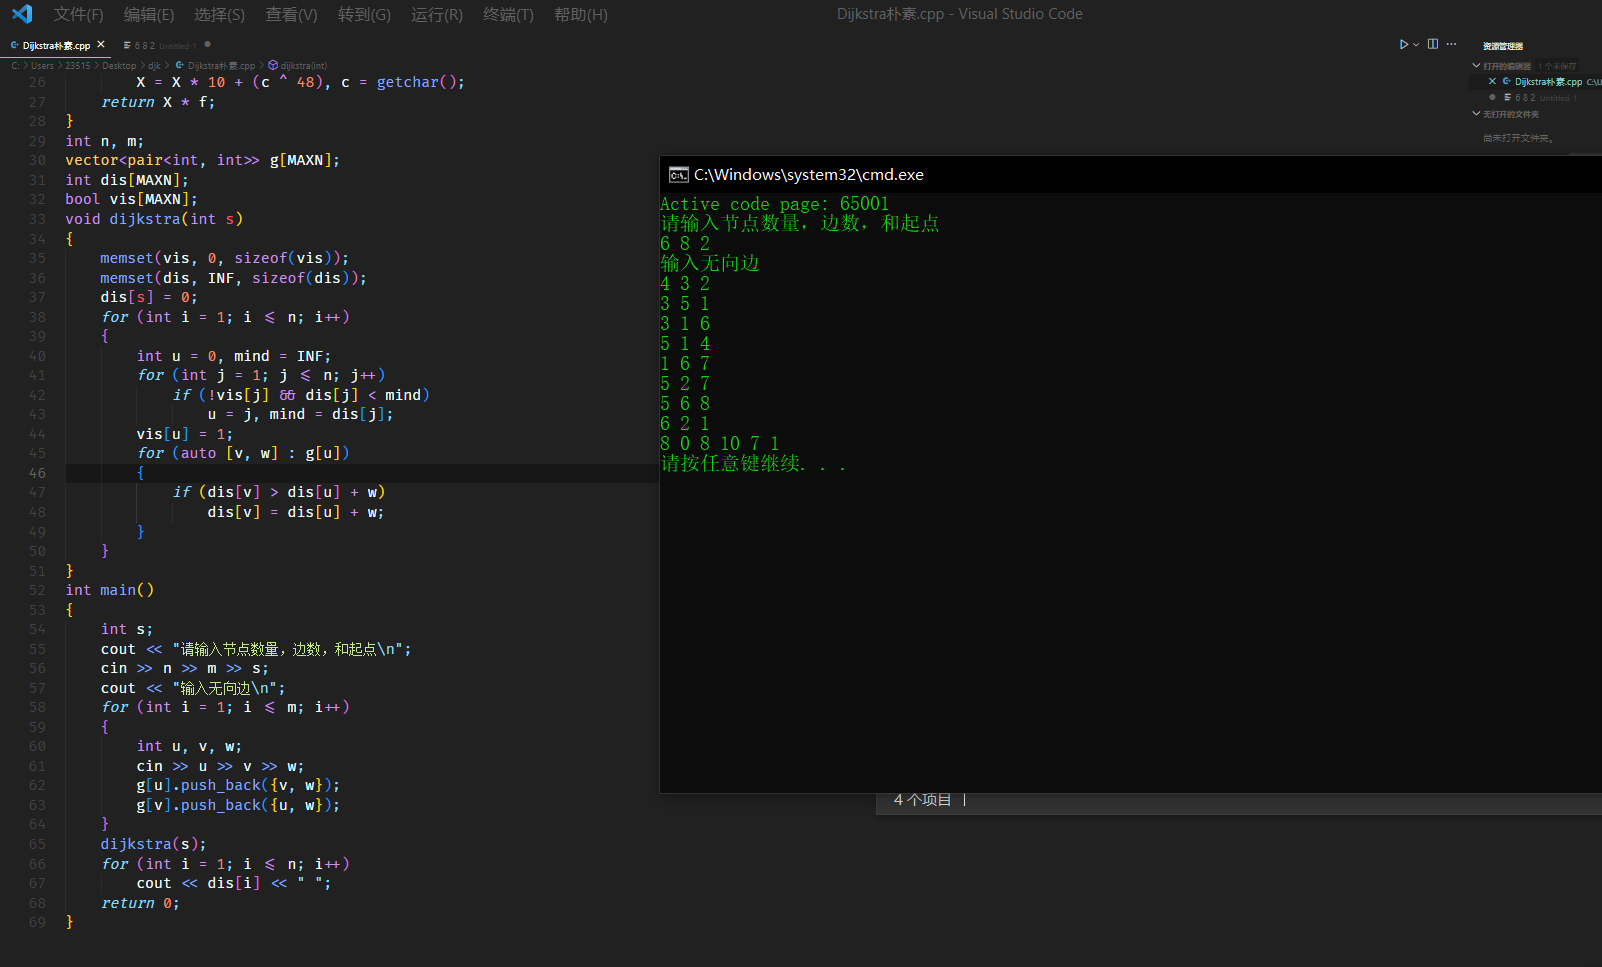 文件(F) 编辑(E) 选择(S) 查看(V) 转到(G) 运行(R) 终端(T) 帮助(H) Dijkstra朴素.cpp - Visual Studio Code
Dijkstra朴素.cpp 6 8 2 Untitled-1
C: > Users > 23515 > Desktop > djk > Dijkstra朴素.cpp > dijkstra(int)
26 X = X * 10 + (c ^ 48), c = getchar();
27 return X * f;
28 }
29 int n, m;
30 vector<pair<int, int>> g[MAXN];
31 int dis[MAXN];
32 bool vis[MAXN];
33 void dijkstra(int s)
34 {
35 memset(vis, 0, sizeof(vis));
36 memset(dis, INF, sizeof(dis));
37 dis[s] = 0;
38 for (int i = 1; i <= n; i++)
39 {
40 int u = 0, mind = INF;
41 for (int j = 1; j <= n; j++)
42 if (!vis[j] && dis[j] < mind)
43 u = j, mind = dis[j];
44 vis[u] = 1;
45 for (auto [v, w] : g[u])
46 {
47 if (dis[v] > dis[u] + w)
48 dis[v] = dis[u] + w;
49 }
50 }
51 }
52 int main()
53 {
54 int s;
55 cout << "请输入节点数量，边数，和起点\n";
56 cin >> n >> m >> s;
57 cout << "输入无向边\n";
58 for (int i = 1; i <= m; i++)
59 {
60 int u, v, w;
61 cin >> u >> v >> w;
62 g[u].push_back({v, w});
63 g[v].push_back({u, w});
64 }
65 dijkstra(s);
66 for (int i = 1; i <= n; i++)
67 cout << dis[i] << " ";
68 return 0;
69 }
资源管理器
打开的编辑器 1 个未保存
Dijkstra朴素.cpp C:\U
6 8 2 Untitled-1
无打开的文件夹
尚未打开文件夹。
C:\Windows\system32\cmd.exe
Active code page: 65001
请输入节点数量，边数，和起点
6 8 2
输入无向边
4 3 2
3 5 1
3 1 6
5 1 4
1 6 7
5 2 7
5 6 8
6 2 1
8 0 8 10 7 1
请按任意键继续. . .
4 个项目